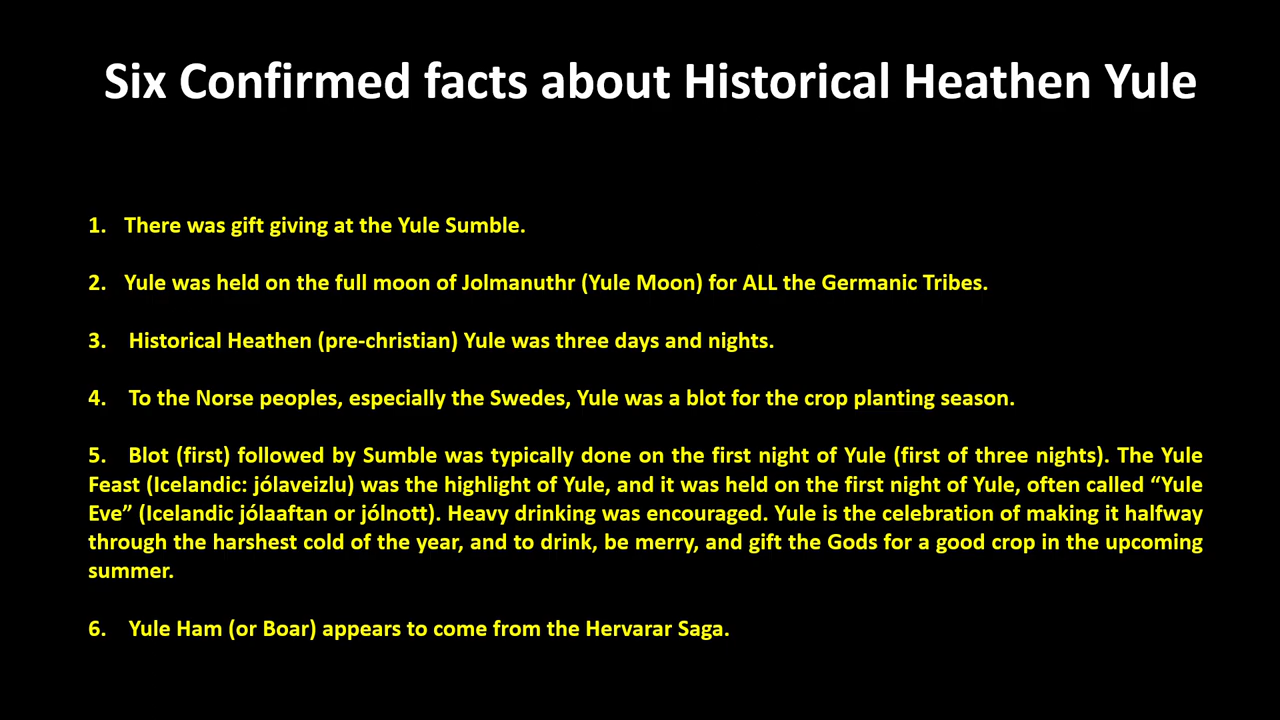 Six Confirmed facts about Historical Heathen Yule
1. There was gift giving at the Yule Sumble.
2. Yule was held on the full moon of Jolmanuthr (Yule Moon) for ALL the Germanic Tribes.
3. Historical Heathen (pre-christian) Yule was three days and nights.
4. To the Norse peoples, especially the Swedes, Yule was a blot for the crop planting season.
5. Blot (first) followed by Sumble was typically done on the first night of Yule (first of three nights). The Yule
Feast (Icelandic: jólaveizlu) was the highlight of Yule, and it was held on the first night of Yule, often called “Yule
Eve” (Icelandic jólaaftan or jólnott). Heavy drinking was encouraged. Yule is the celebration of making it halfway
through the harshest cold of the year, and to drink, be merry, and gift the Gods for a good crop in the upcoming
summer.
6. Yule Ham (or Boar) appears to come from the Hervarar Saga.